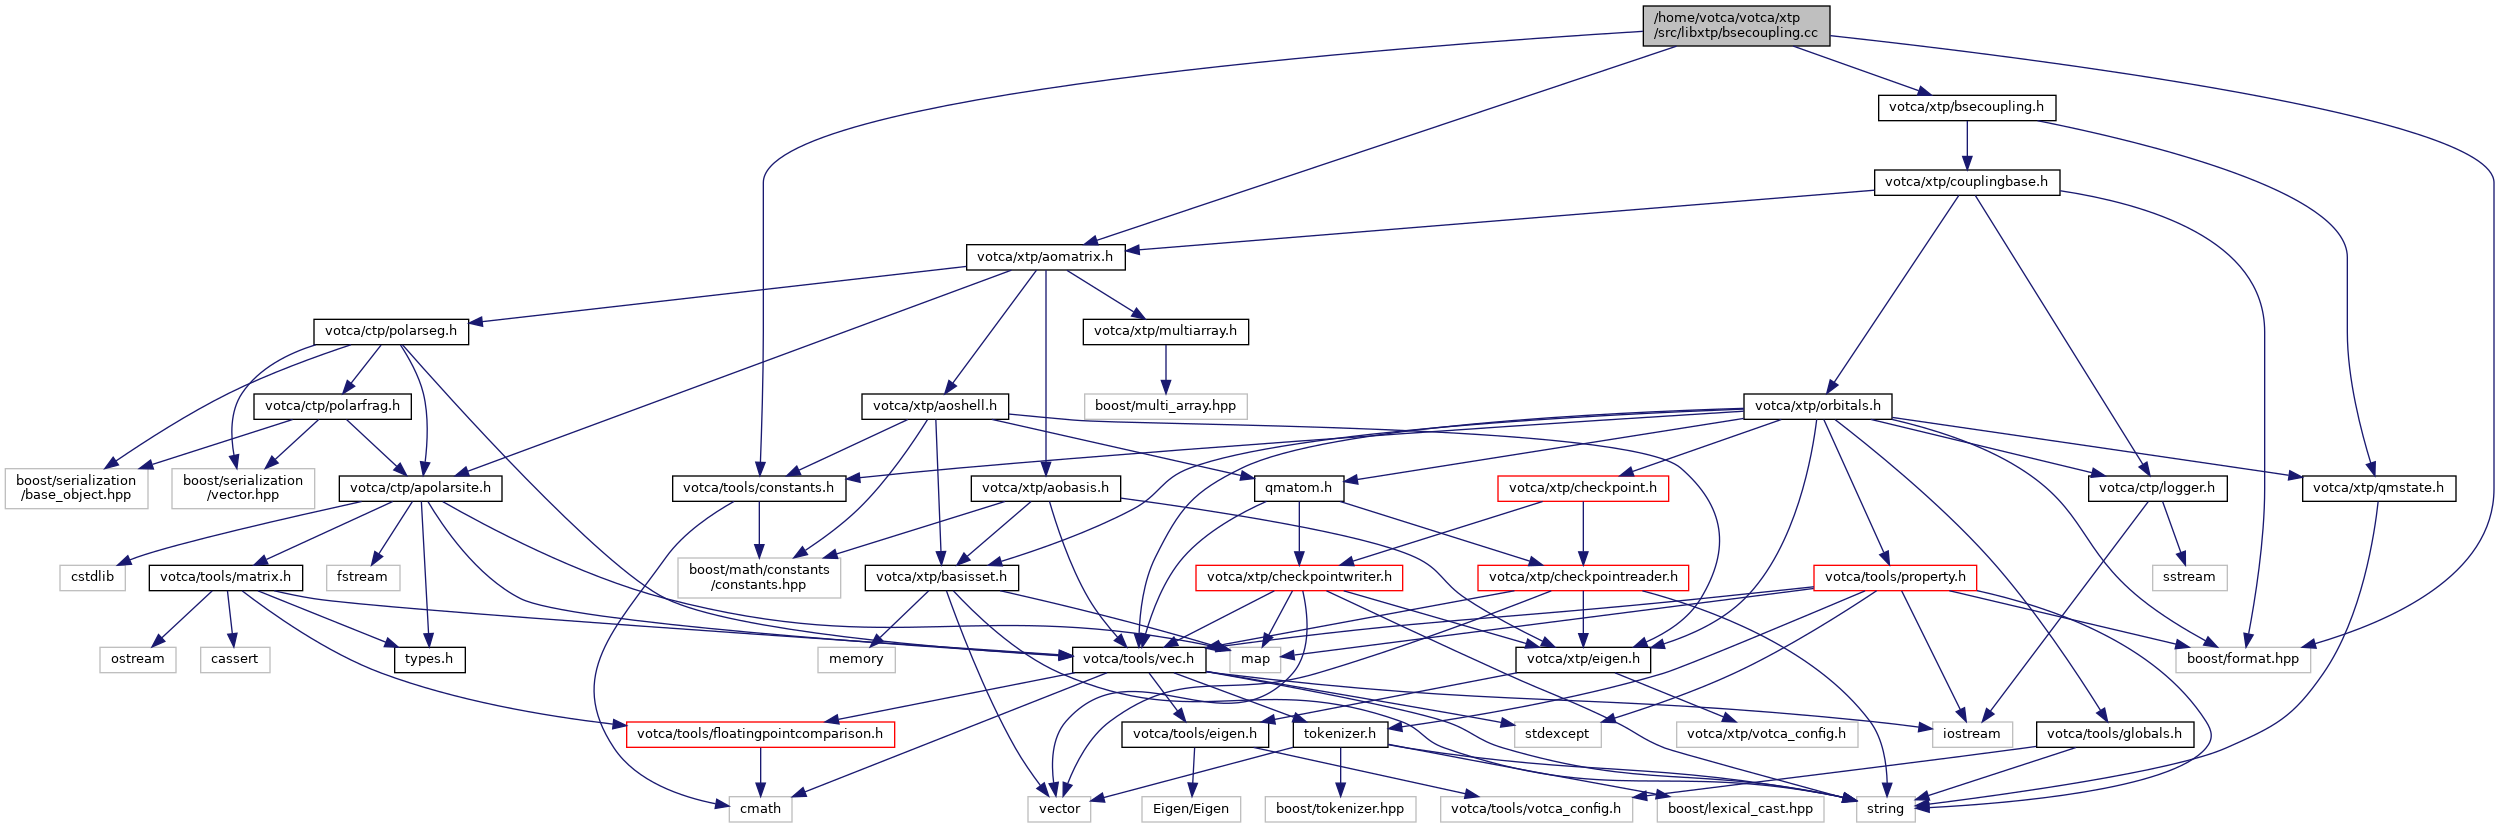 /home/votca/votca/xtp
/src/libxtp/bsecoupling.cc
votca/xtp/bsecoupling.h
votca/xtp/couplingbase.h
votca/xtp/aomatrix.h
votca/ctp/polarseg.h
votca/xtp/multiarray.h
votca/ctp/polarfrag.h
votca/xtp/aoshell.h
boost/multi_array.hpp
votca/xtp/orbitals.h
boost/serialization
/base_object.hpp
boost/serialization
/vector.hpp
votca/ctp/apolarsite.h
votca/tools/constants.h
votca/xtp/aobasis.h
qmatom.h
votca/xtp/checkpoint.h
votca/ctp/logger.h
votca/xtp/qmstate.h
cstdlib
votca/tools/matrix.h
fstream
boost/math/constants
/constants.hpp
votca/xtp/basisset.h
votca/xtp/checkpointwriter.h
votca/xtp/checkpointreader.h
votca/tools/property.h
sstream
ostream
cassert
types.h
memory
votca/tools/vec.h
map
votca/xtp/eigen.h
boost/format.hpp
votca/tools/floatingpointcomparison.h
votca/tools/eigen.h
tokenizer.h
stdexcept
votca/xtp/votca_config.h
iostream
votca/tools/globals.h
cmath
vector
Eigen/Eigen
boost/tokenizer.hpp
votca/tools/votca_config.h
boost/lexical_cast.hpp
string